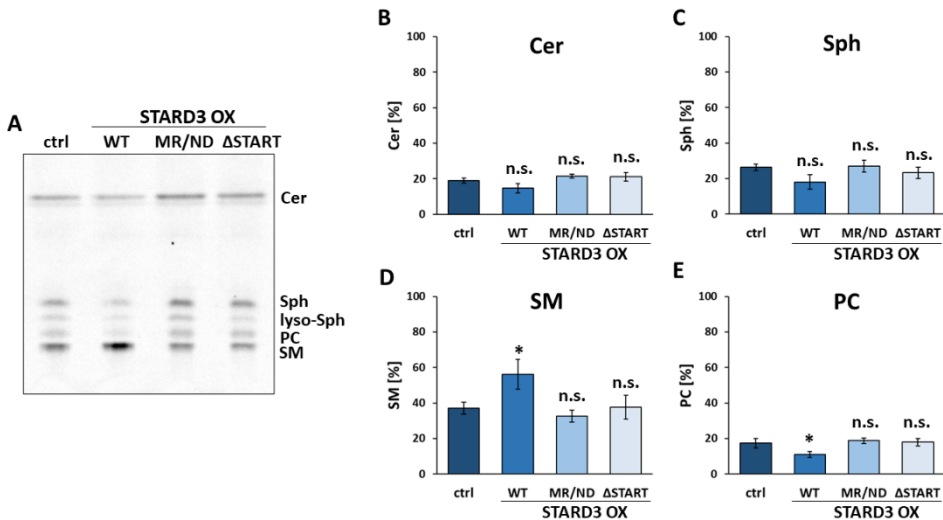 A
STARD3 OX
ctrl WT MR/ND ΔSTART
Cer
Sph
lyso-Sph
PC
SM
B
Cer
Cer [%]
100
80
60
40
20
0
n.s. n.s. n.s.
ctrl WT MR/ND ΔSTART
STARD3 OX
C
Sph
Sph [%]
100
80
60
40
20
0
n.s. n.s. n.s.
ctrl WT MR/ND ΔSTART
STARD3 OX
D
SM
SM [%]
100
80
60
40
20
0
* n.s. n.s.
ctrl WT MR/ND ΔSTART
STARD3 OX
E
PC
PC [%]
100
80
60
40
20
0
* n.s. n.s.
ctrl WT MR/ND ΔSTART
STARD3 OX